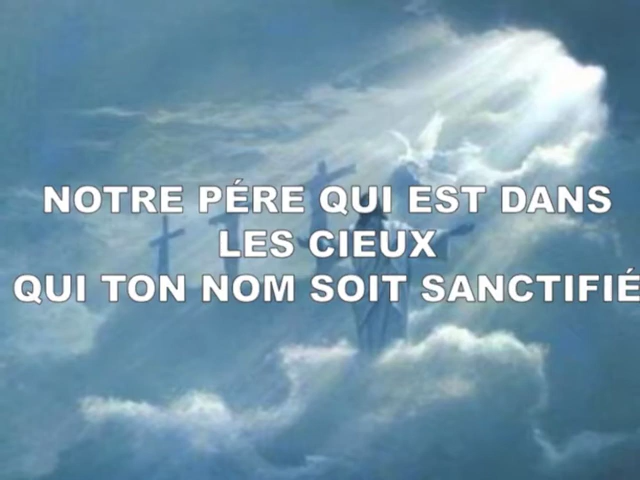 NOTRE PÉRE QUI EST DANS
LES CIEUX
QUI TON NOM SOIT SANCTIFIÉ